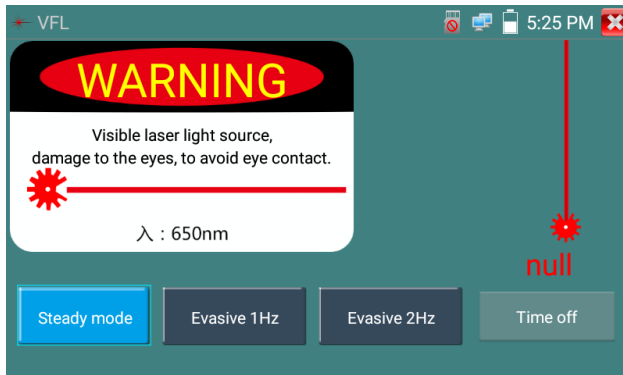 VFL
5:25 PM
WARNING
Visible laser light source,
damage to the eyes, to avoid eye contact.
入 : 650nm
null
Steady mode
Evasive 1Hz
Evasive 2Hz
Time off